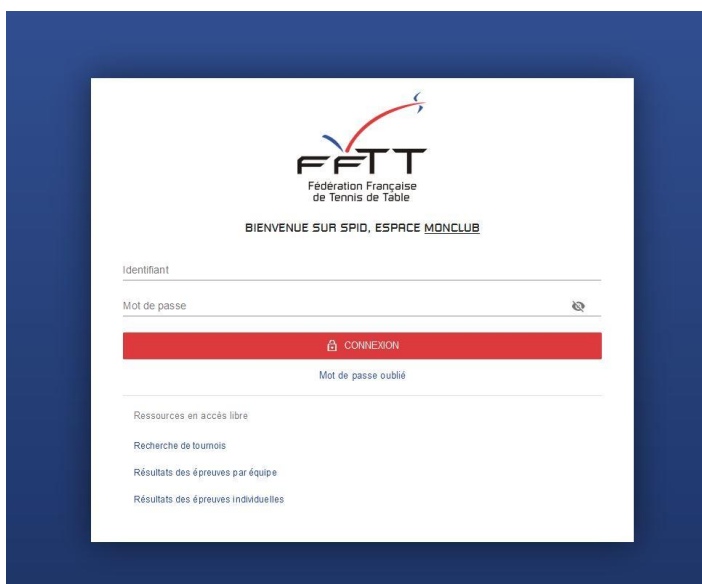 FFTT
Fédération Française
de Tennis de Table
BIENVENUE SUR SPID, ESPACE MONCLUB
Identifiant
Mot de passe
CONNEXION
Mot de passe oublié
Ressources en accès libre
Recherche de tournois
Résultats des épreuves par équipe
Résultats des épreuves individuelles